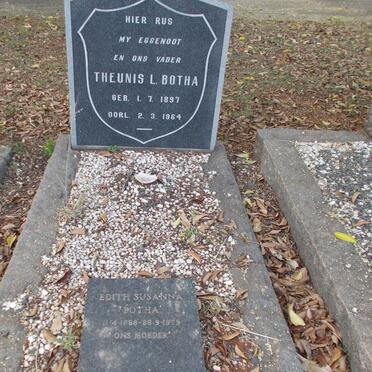 HIER RUS
MY EGGENOOT
EN ONS VADER
THEUNIS L. BOTHA
GEB. 1. 7. 1897
OORL. 2. 3. 1964
EDITH SUSANNA
BOTHA
ONS MOEDER